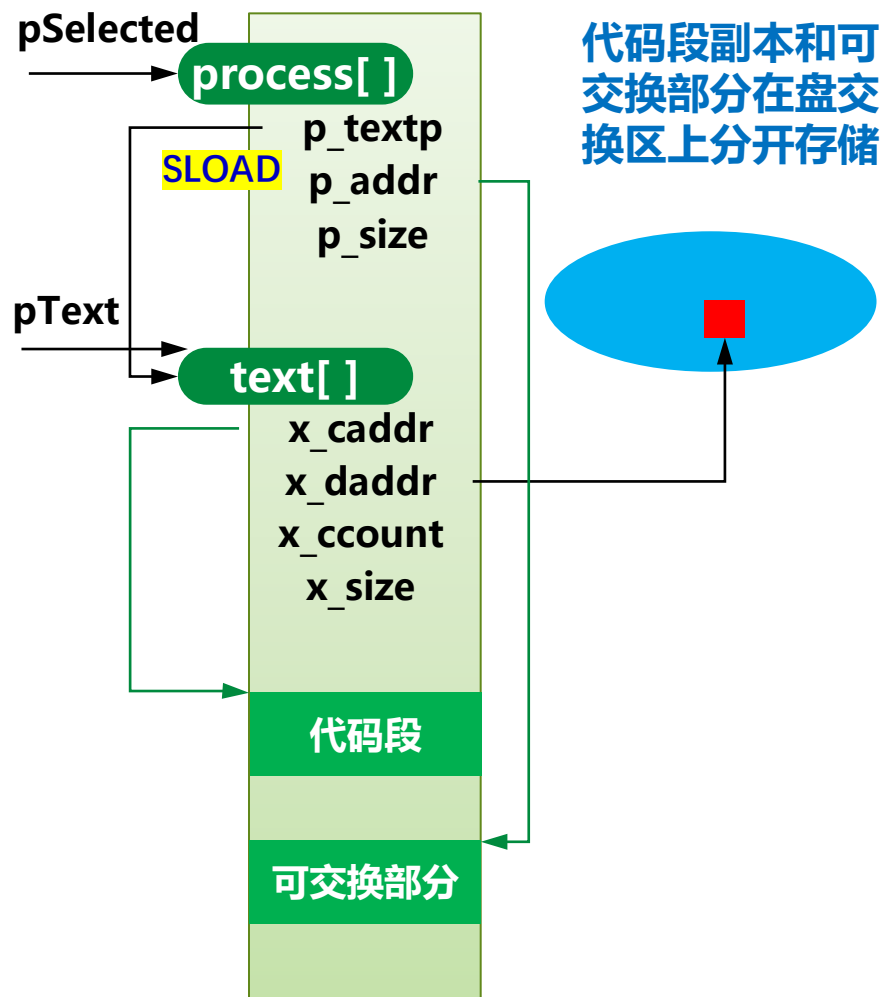 pSelected
process[ ]
代码段副本和可
交换部分在盘交
换区上分开存储
p_textp
SLOAD
p_addr
p_size
pText
text[ ]
x_caddr
x_daddr
x_ccount
x_size
代码段
可交换部分